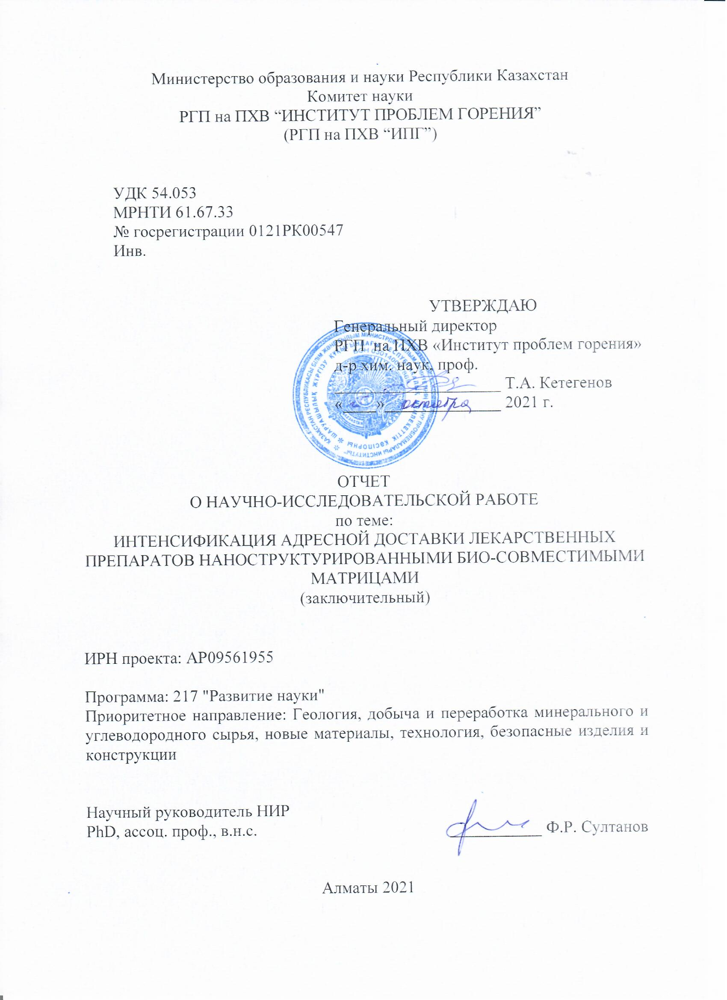 Министерство образования и науки Республики Казахстан
Комитет науки
РГП на ПХВ “ИНСТИТУТ ПРОБЛЕМ ГОРЕНИЯ”
(РГП на ПХВ “ИПГ”)
УДК 54.053
МРНТИ 61.67.33
№ госрегистрации 0121РК00547
Инв.
УТВЕРЖДАЮ
Генеральный директор
РГП на ПХВ «Институт проблем горения»
д-р хим. наук, проф.
Т.А. Кетегенов
« » октября 2021 г.
ОТЧЕТ
О НАУЧНО-ИССЛЕДОВАТЕЛЬСКОЙ РАБОТЕ
по теме:
ИНТЕНСИФИКАЦИЯ АДРЕСНОЙ ДОСТАВКИ ЛЕКАРСТВЕННЫХ
ПРЕПАРАТОВ НАНОСТРУКТУРИРОВАННЫМИ БИО-СОВМЕСТИМЫМИ
МАТРИЦАМИ
(заключительный)
ИРН проекта: АР09561955
Программа: 217 "Развитие науки"
Приоритетное направление: Геология, добыча и переработка минерального и
углеводородного сырья, новые материалы, технология, безопасные изделия и
конструкции
Научный руководитель НИР
PhD, ассоц. проф., в.н.с.
Ф.Р. Султанов
Алматы 2021